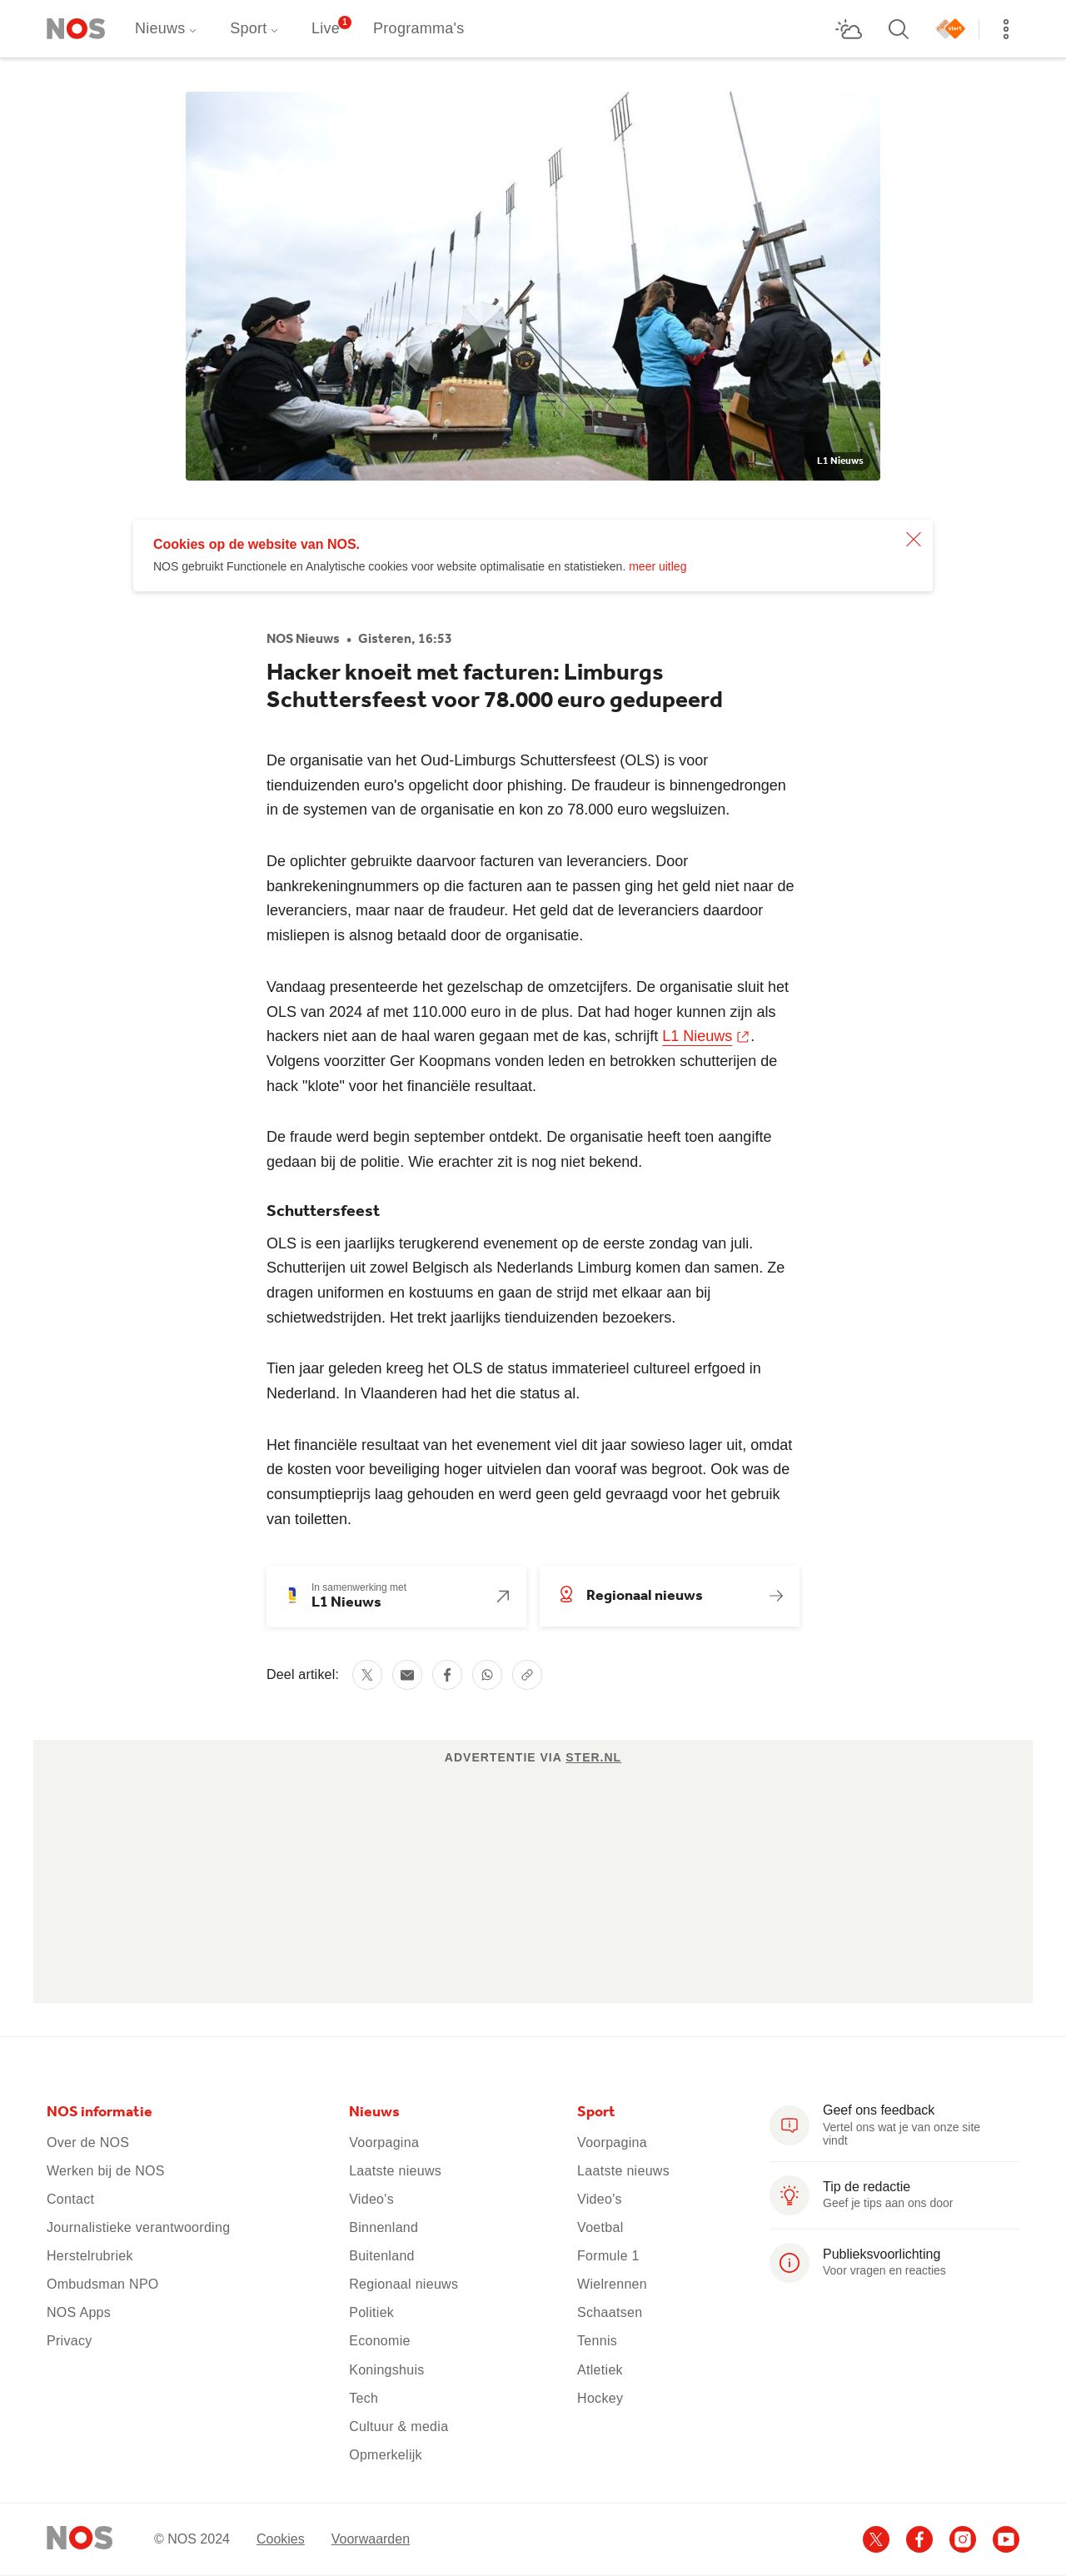 NOS
Nieuws
Sport
Live
1
Programma's
start
L1 Nieuws
Cookies op de website van NOS.
NOS gebruikt Functionele en Analytische cookies voor website optimalisatie en statistieken. meer uitleg
NOS Nieuws • Gisteren, 16:53
Hacker knoeit met facturen: Limburgs
Schuttersfeest voor 78.000 euro gedupeerd
De organisatie van het Oud-Limburgs Schuttersfeest (OLS) is voor
tienduizenden euro's opgelicht door phishing. De fraudeur is binnengedrongen
in de systemen van de organisatie en kon zo 78.000 euro wegsluizen.
De oplichter gebruikte daarvoor facturen van leveranciers. Door
bankrekeningnummers op die facturen aan te passen ging het geld niet naar de
leveranciers, maar naar de fraudeur. Het geld dat de leveranciers daardoor
misliepen is alsnog betaald door de organisatie.
Vandaag presenteerde het gezelschap de omzetcijfers. De organisatie sluit het
OLS van 2024 af met 110.000 euro in de plus. Dat had hoger kunnen zijn als
hackers niet aan de haal waren gegaan met de kas, schrijft L1 Nieuws.
Volgens voorzitter Ger Koopmans vonden leden en betrokken schutterijen de
hack "klote" voor het financiële resultaat.
De fraude werd begin september ontdekt. De organisatie heeft toen aangifte
gedaan bij de politie. Wie erachter zit is nog niet bekend.
Schuttersfeest
OLS is een jaarlijks terugkerend evenement op de eerste zondag van juli.
Schutterijen uit zowel Belgisch als Nederlands Limburg komen dan samen. Ze
dragen uniformen en kostuums en gaan de strijd met elkaar aan bij
schietwedstrijden. Het trekt jaarlijks tienduizenden bezoekers.
Tien jaar geleden kreeg het OLS de status immaterieel cultureel erfgoed in
Nederland. In Vlaanderen had het die status al.
Het financiële resultaat van het evenement viel dit jaar sowieso lager uit, omdat
de kosten voor beveiliging hoger uitvielen dan vooraf was begroot. Ook was de
consumptieprijs laag gehouden en werd geen geld gevraagd voor het gebruik
van toiletten.
In samenwerking met
L1 Nieuws
Regionaal nieuws
Deel artikel:
ADVERTENTIE VIA STER.NL
NOS informatie
Over de NOS
Werken bij de NOS
Contact
Journalistieke verantwoording
Herstelrubriek
Ombudsman NPO
NOS Apps
Privacy
Nieuws
Voorpagina
Laatste nieuws
Video's
Binnenland
Buitenland
Regionaal nieuws
Politiek
Economie
Koningshuis
Tech
Cultuur & media
Opmerkelijk
Sport
Voorpagina
Laatste nieuws
Video's
Voetbal
Formule 1
Wielrennen
Schaatsen
Tennis
Atletiek
Hockey
Geef ons feedback
Vertel ons wat je van onze site
vindt
Tip de redactie
Geef je tips aan ons door
Publieksvoorlichting
Voor vragen en reacties
NOS
© NOS 2024
Cookies
Voorwaarden